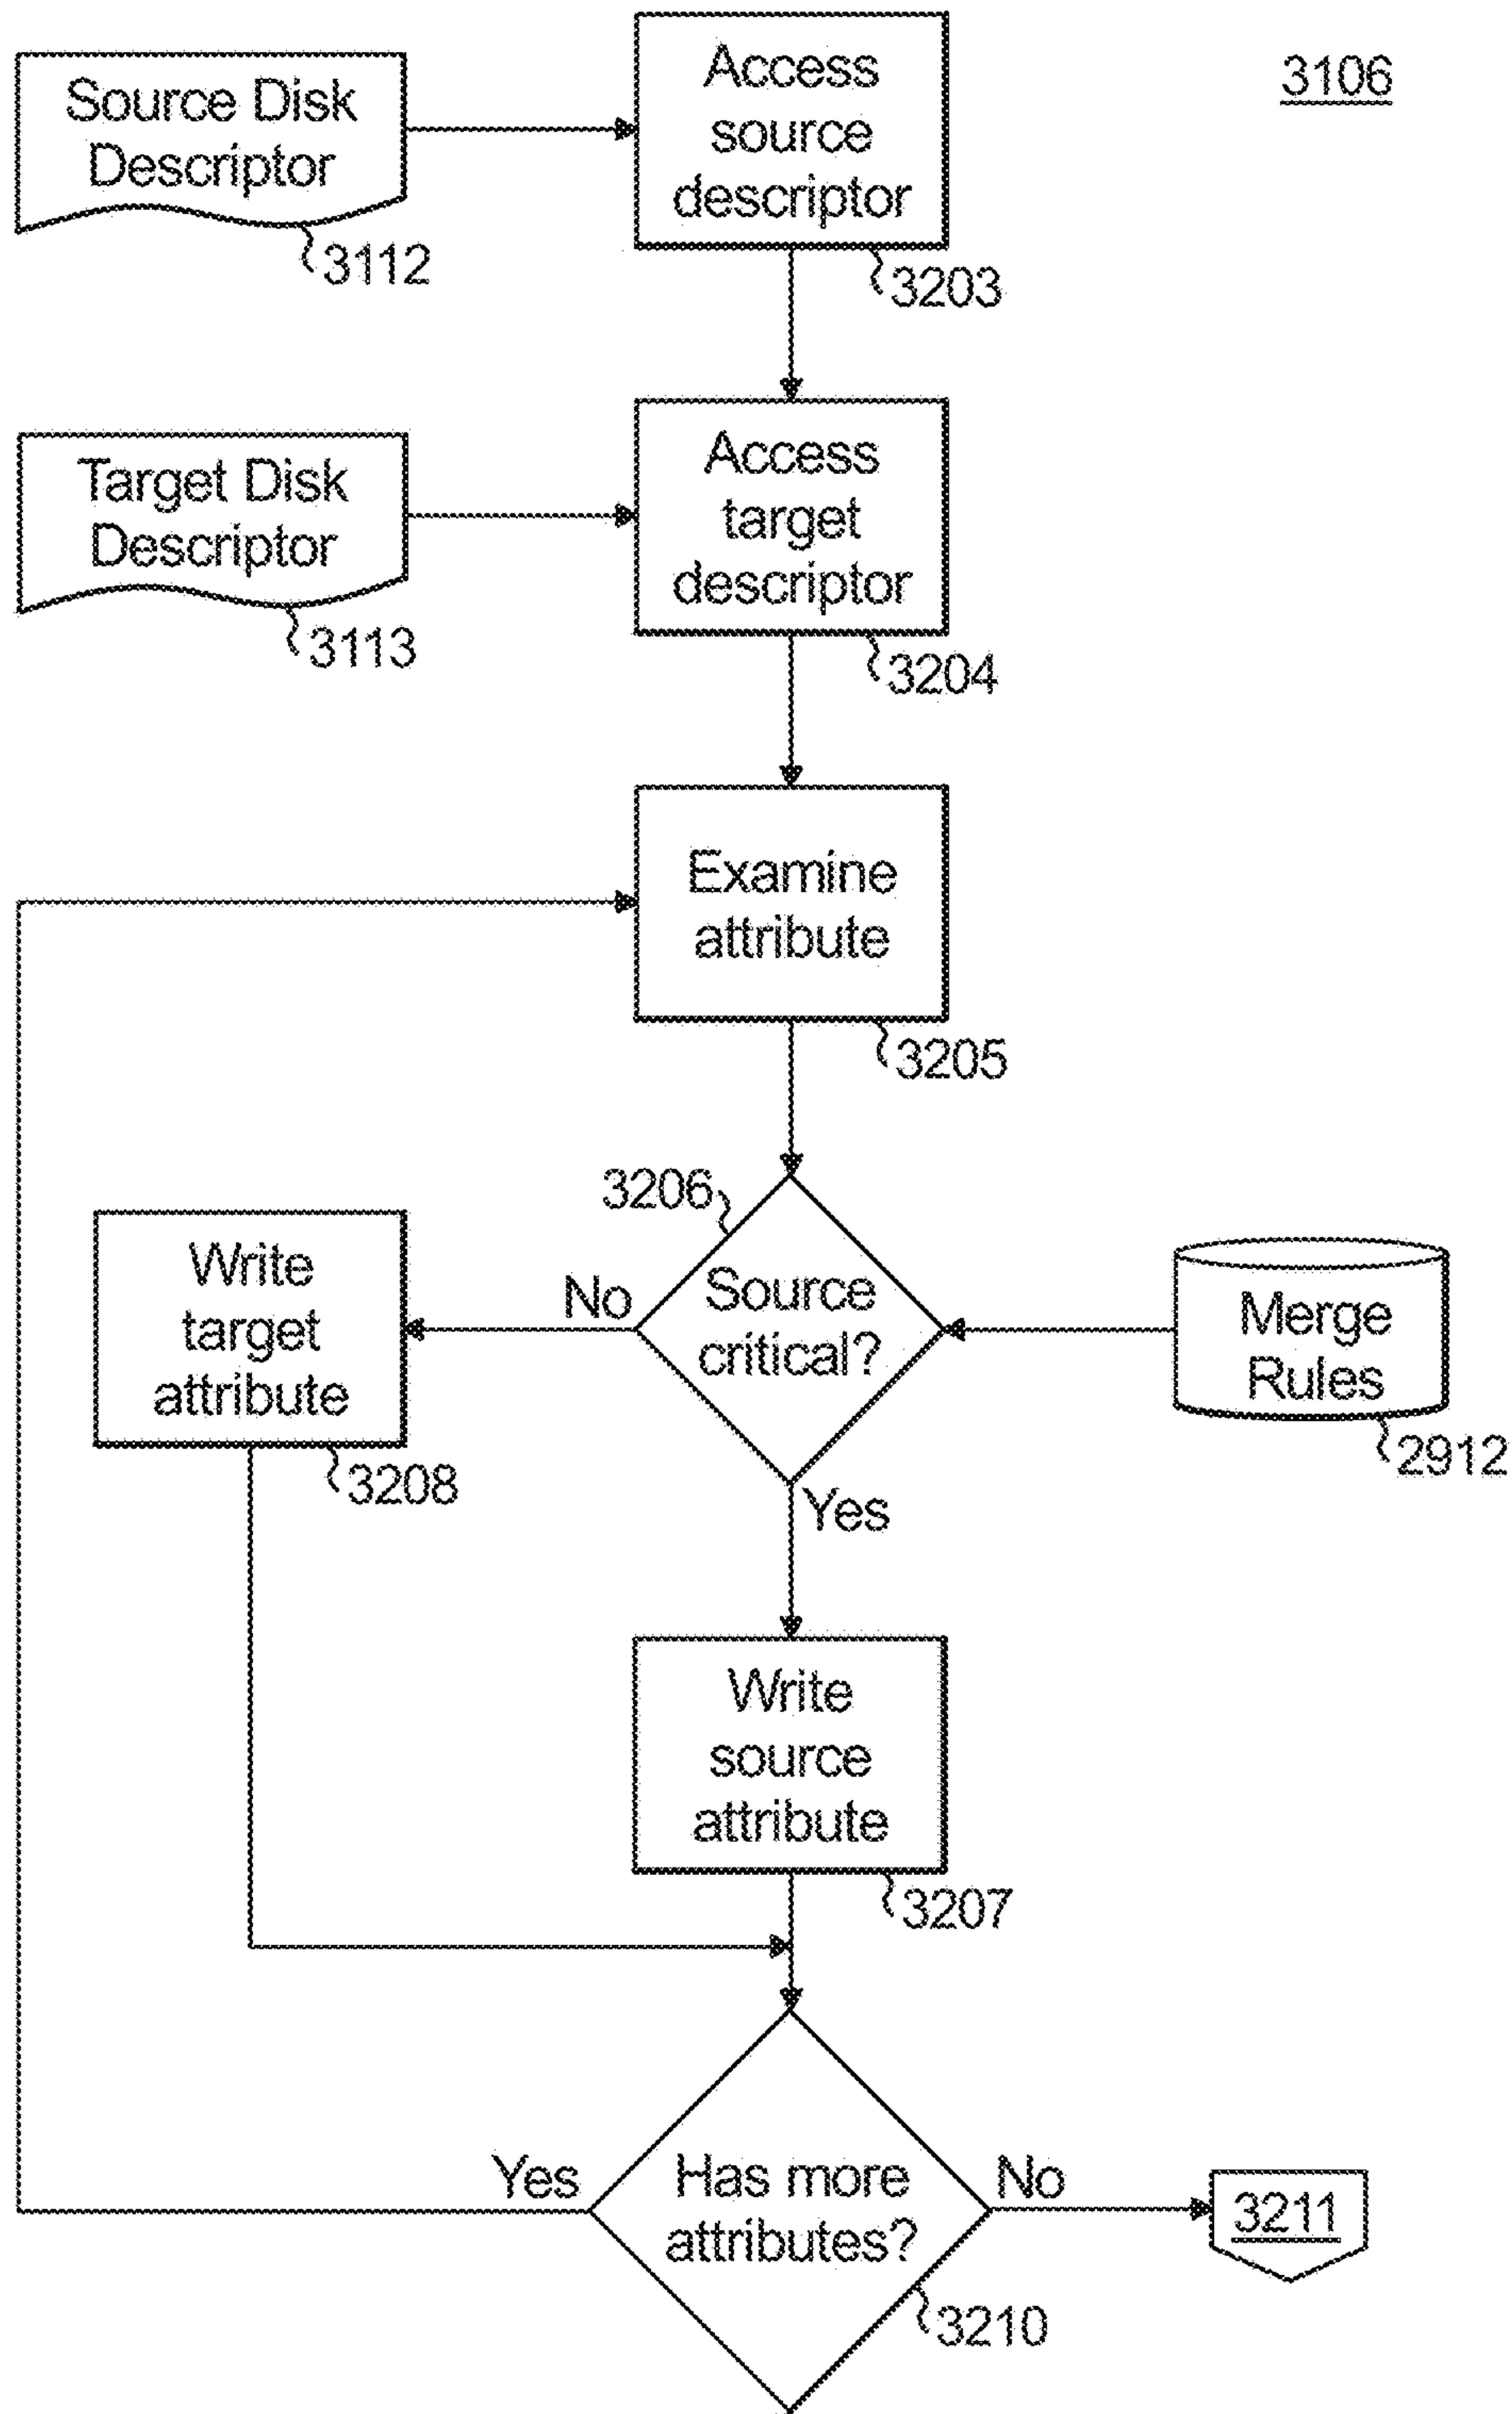 3106
Source Disk
Descriptor
3112
Access
source
descriptor
3203
Target Disk
Descriptor
3113
Access
target
descriptor
3204
Examine
attribute
3205
3206
Source
critical?
No
Yes
Write
target
attribute
3208
Merge
Rules
2912
Write
source
attribute
3207
Has more
attributes?
Yes
No
3210
3211